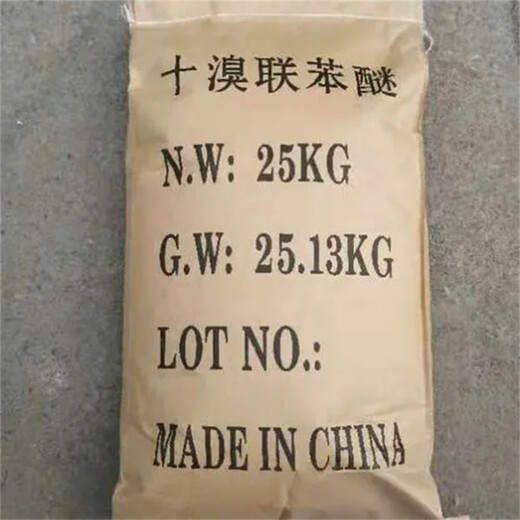 十溴联苯醚
N.W: 25KG
G.W: 25.13KG
LOT NO.:
MADE IN CHINA